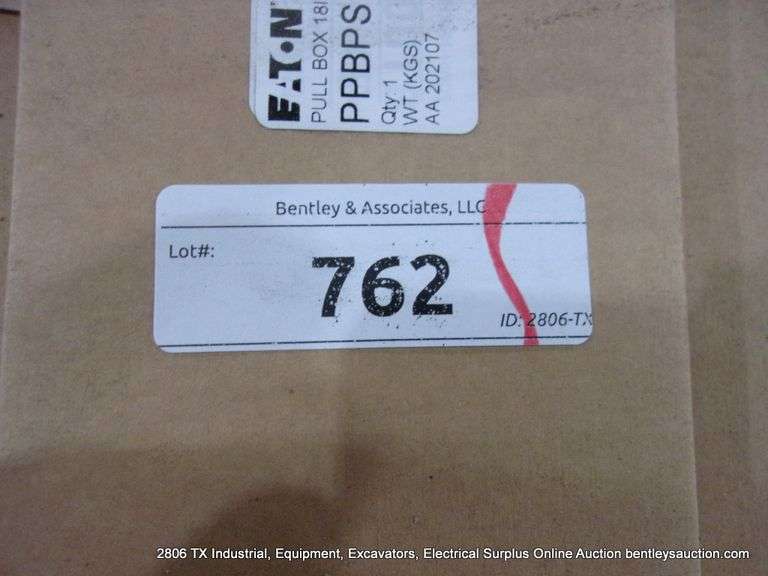 EATON
PULL BOX 18
PPBPS
Qty 1
WT (KGS):
AA 202107
Bentley & Associates, LLC
Lot#:
762
ID: 2806-TX
2806 TX Industrial, Equipment, Excavators, Electrical Surplus Online Auction bentleysauction.com